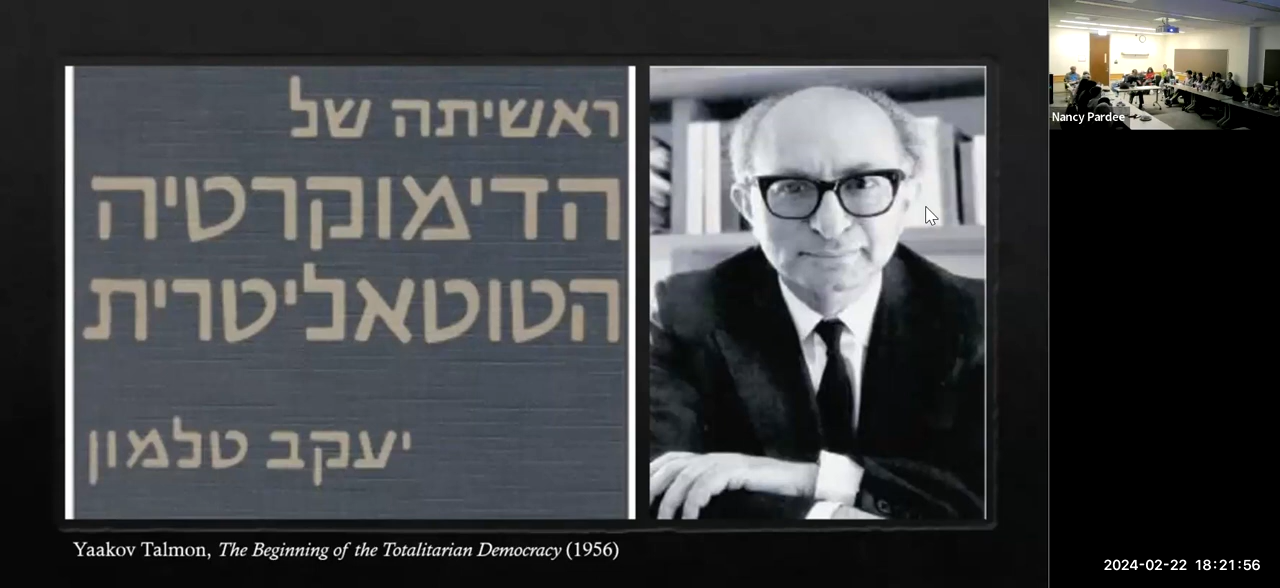 ראשיתה של
הדימוקרטיה
הטוטאליטרית
יעקב טלמון
Yaakov Talmon, The Beginning of the Totalitarian Democracy (1956)
Nancy Pardee
2024-02-22 18:21:56